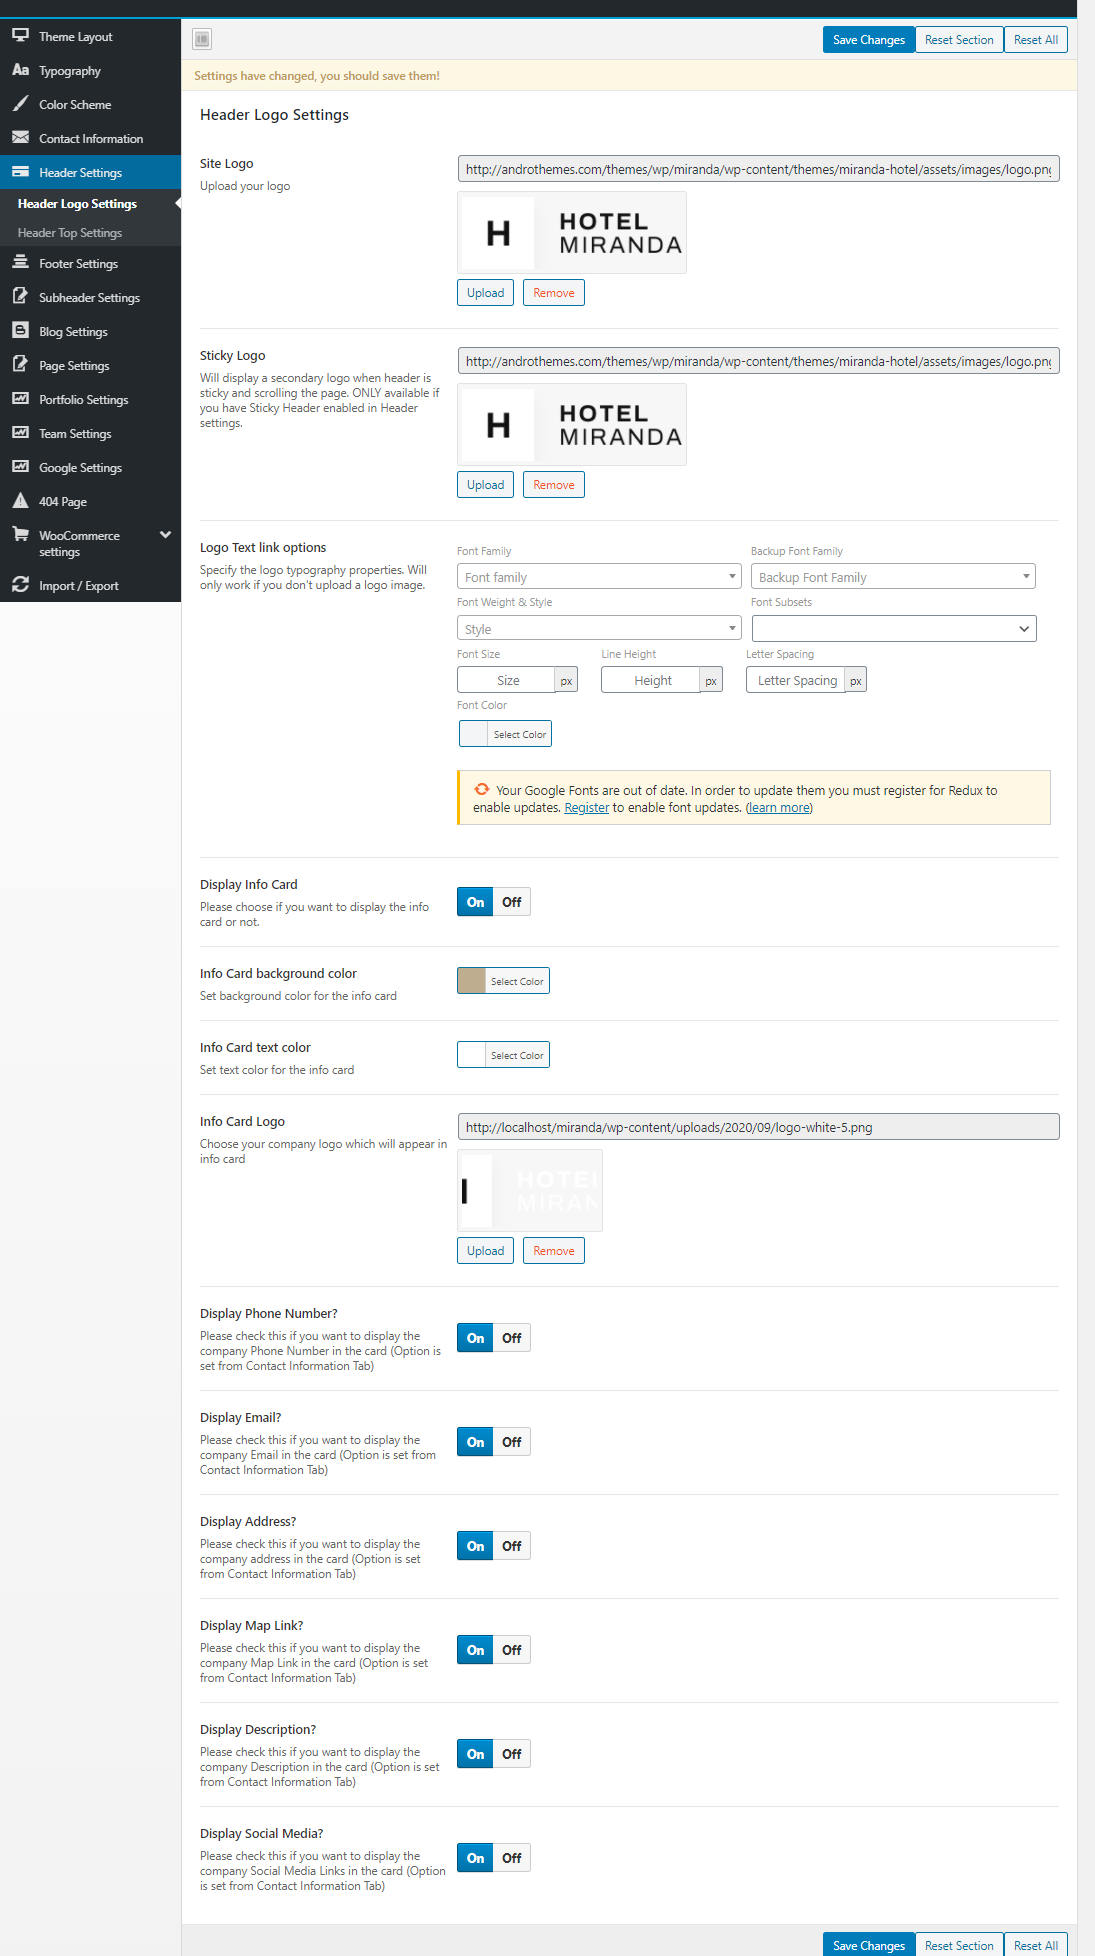 Save Changes Reset Section Reset All
Theme Layout
Typography
Color Scheme
Contact Information
Header Settings
Header Logo Settings
Header Top Settings
Footer Settings
Subheader Settings
Blog Settings
Page Settings
Portfolio Settings
Team Settings
Google Settings
404 Page
WooCommerce
settings
Import / Export
Settings have changed, you should save them!
Header Logo Settings
Site Logo
Upload your logo
http://androthemes.com/themes/wp/miranda/wp-content/themes/miranda-hotel/assets/images/logo.png
H HOTEL
MIRANDA
Upload Remove
Sticky Logo
Will display a secondary logo when header is
sticky and scrolling the page. ONLY available if
you have Sticky Header enabled in Header
settings.
http://androthemes.com/themes/wp/miranda/wp-content/themes/miranda-hotel/assets/images/logo.png
H HOTEL
MIRANDA
Upload Remove
Logo Text link options
Specify the logo typography properties. Will
only work if you don't upload a logo image.
Font Family Backup Font Family
Font family Backup Font Family
Font Weight & Style Font Subsets
Style
Font Size Line Height Letter Spacing
Size px Height px Letter Spacing px
Font Color
Select Color
Your Google Fonts are out of date. In order to update them you must register for Redux to
enable updates. Register to enable font updates. (learn more)
Display Info Card
Please choose if you want to display the info
card or not.
On Off
Info Card background color
Set background color for the info card
Select Color
Info Card text color
Set text color for the info card
Select Color
Info Card Logo
Choose your company logo which will appear in
info card
http://localhost/miranda/wp-content/uploads/2020/09/logo-white-5.png
HOTEL
MIRAN
Upload Remove
Display Phone Number?
Please check this if you want to display the
company Phone Number in the card (Option is
set from Contact Information Tab)
On Off
Display Email?
Please check this if you want to display the
company Email in the card (Option is set from
Contact Information Tab)
On Off
Display Address?
Please check this if you want to display the
company address in the card (Option is set
from Contact Information Tab)
On Off
Display Map Link?
Please check this if you want to display the
company Map Link in the card (Option is set
from Contact Information Tab)
On Off
Display Description?
Please check this if you want to display the
company Description in the card (Option is set
from Contact Information Tab)
On Off
Display Social Media?
Please check this if you want to display the
company Social Media Links in the card (Option
is set from Contact Information Tab)
On Off
Save Changes Reset Section Reset All